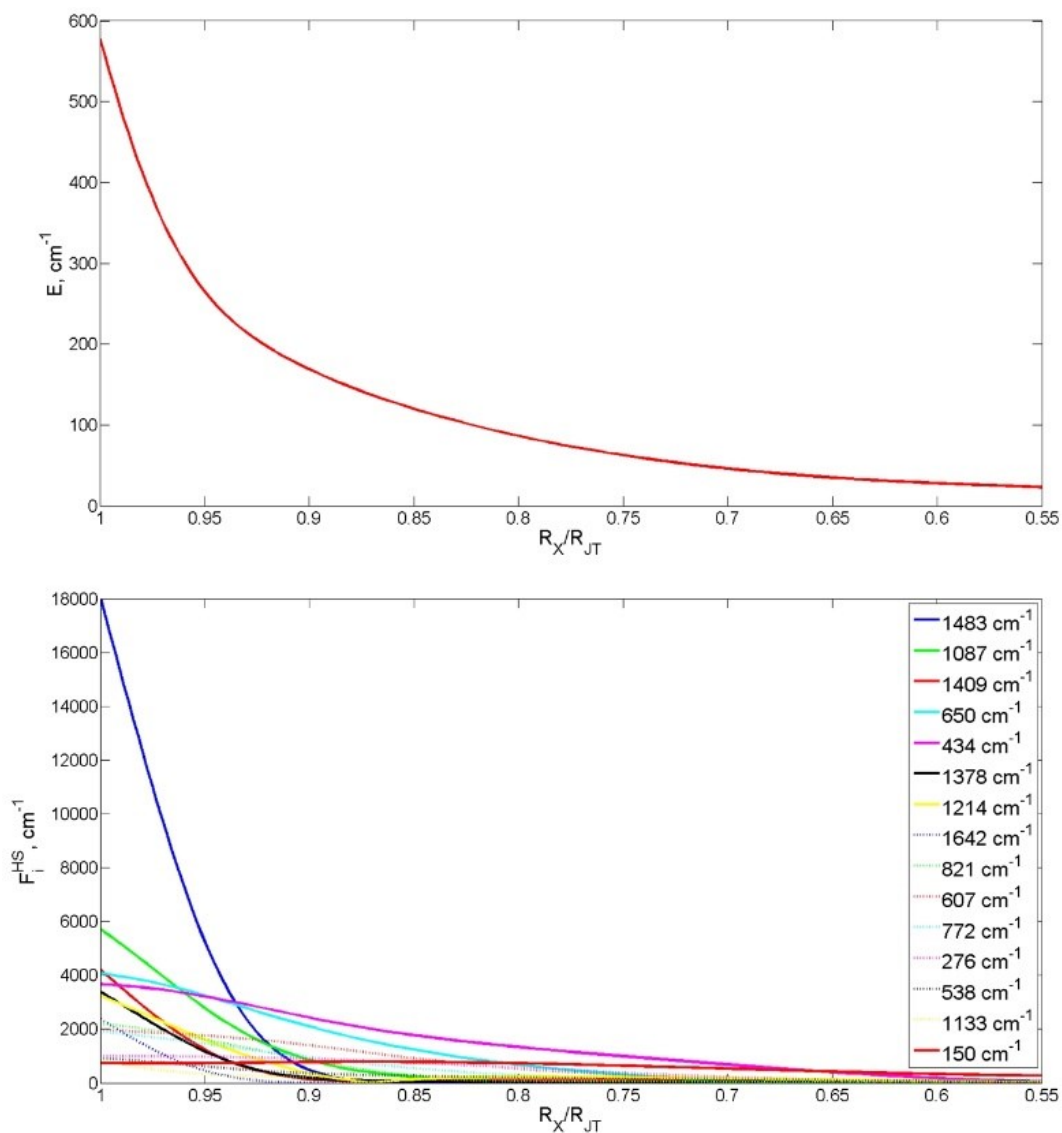 600
500
400
300
200
100
0
E, cm⁻¹
1 0.95 0.9 0.85 0.8 0.75 0.7 0.65 0.6 0.55
R_X/R_JT
18000
16000
14000
12000
10000
8000
6000
4000
2000
0
F_i^HS, cm⁻¹
1483 cm⁻¹
1087 cm⁻¹
1409 cm⁻¹
650 cm⁻¹
434 cm⁻¹
1378 cm⁻¹
1214 cm⁻¹
1642 cm⁻¹
821 cm⁻¹
607 cm⁻¹
772 cm⁻¹
276 cm⁻¹
538 cm⁻¹
1133 cm⁻¹
150 cm⁻¹
1 0.95 0.9 0.85 0.8 0.75 0.7 0.65 0.6 0.55
R_X/R_JT